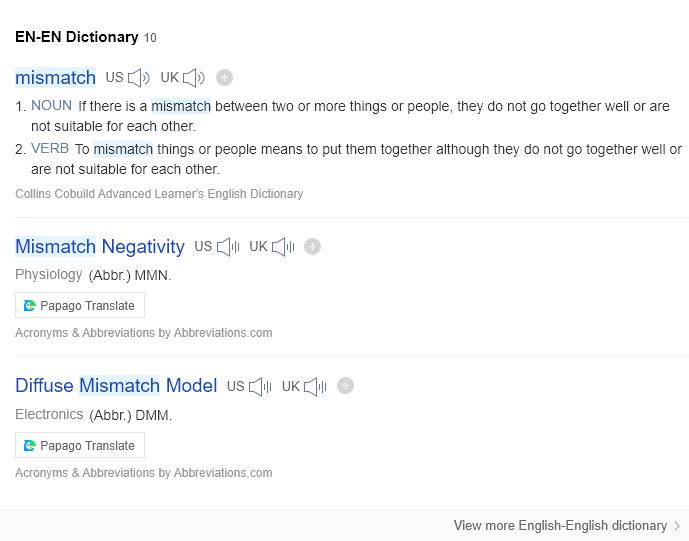 EN-EN Dictionary 10
mismatch US UK
1. NOUN If there is a mismatch between two or more things or people, they do not go together well or are
not suitable for each other.
2. VERB To mismatch things or people means to put them together although they do not go together well or
are not suitable for each other.
Collins Cobuild Advanced Learner's English Dictionary
Mismatch Negativity US UK
Physiology (Abbr.) MMN.
Papago Translate
Acronyms & Abbreviations by Abbreviations.com
Diffuse Mismatch Model US UK
Electronics (Abbr.) DMM.
Papago Translate
Acronyms & Abbreviations by Abbreviations.com
View more English-English dictionary